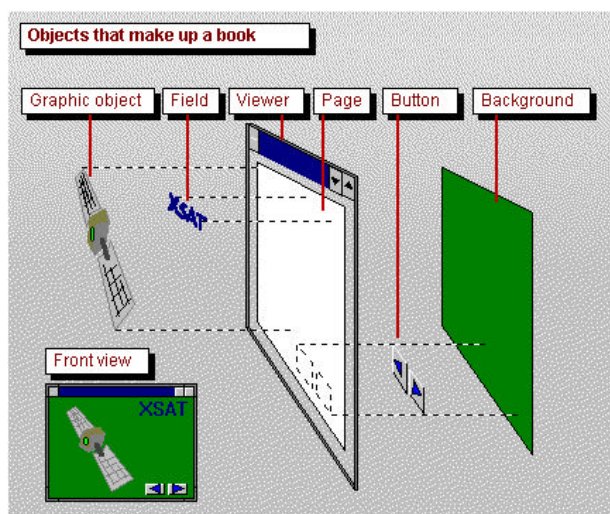 Objects that make up a book
Graphic object
Field
Viewer
Page
Button
Background
XSAT
Front view
XSAT